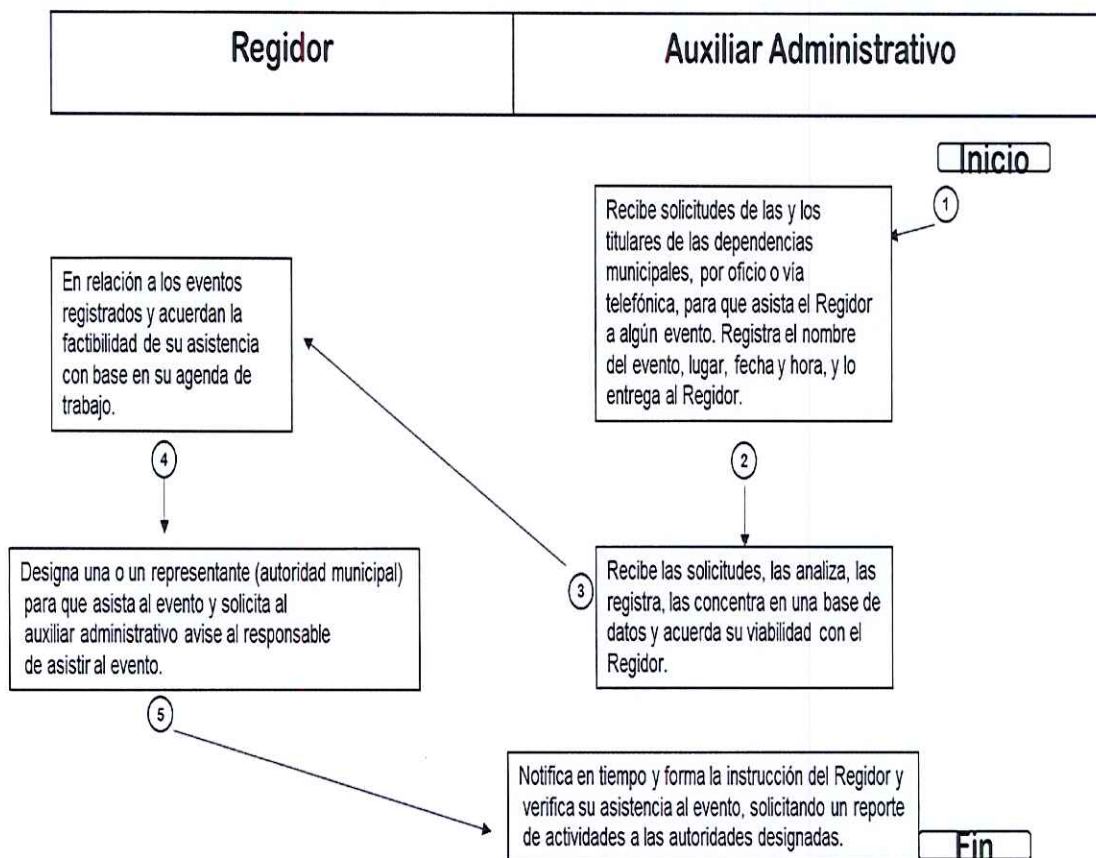 Regidor
Auxiliar Administrativo
Inicio
1
Recibe solicitudes de las y los
titulares de las dependencias
municipales, por oficio o vía
telefónica, para que asista el Regidor
a algún evento. Registra el nombre
del evento, lugar, fecha y hora, y lo
entrega al Regidor.
2
Recibe las solicitudes, las analiza, las
registra, las concentra en una base de
datos y acuerda su viabilidad con el
Regidor.
3
En relación a los eventos
registrados y acuerdan la
factibilidad de su asistencia
con base en su agenda de
trabajo.
4
Designa una o un representante (autoridad municipal)
para que asista al evento y solicita al
auxiliar administrativo avise al responsable
de asistir al evento.
5
Notifica en tiempo y forma la instrucción del Regidor y
verifica su asistencia al evento, solicitando un reporte
de actividades a las autoridades designadas.
Fin